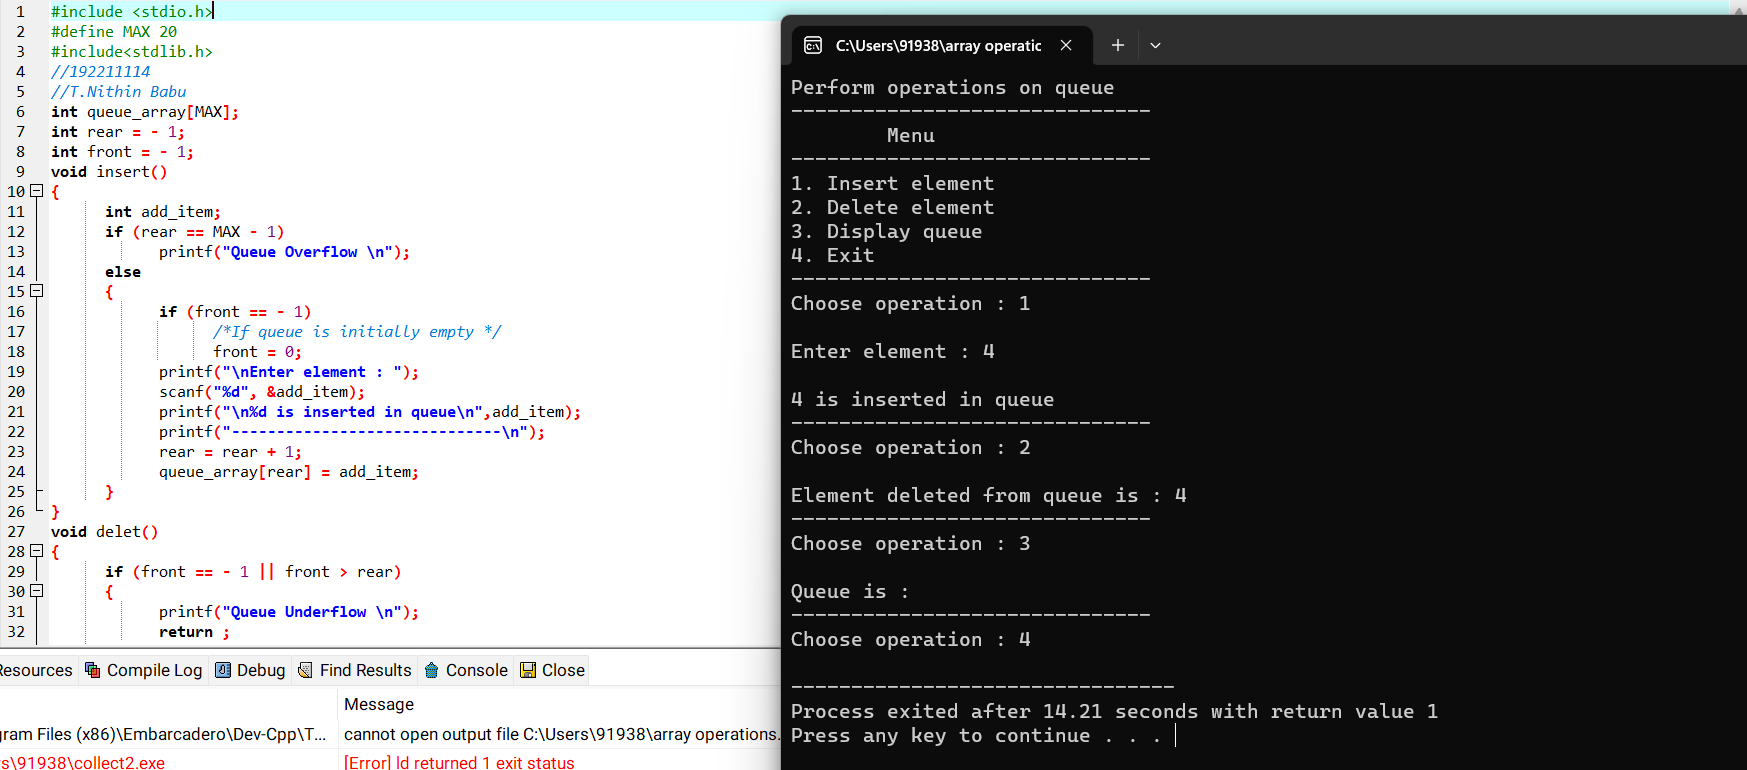 1 #include <stdio.h>
2 #define MAX 20
3 #include<stdlib.h>
4 //192211114
5 //T.Nithin Babu
6 int queue_array[MAX];
7 int rear = - 1;
8 int front = - 1;
9 void insert()
10 {
11 int add_item;
12 if (rear == MAX - 1)
13 printf("Queue Overflow \n");
14 else
15 {
16 if (front == - 1)
17 /*If queue is initially empty */
18 front = 0;
19 printf("\nEnter element : ");
20 scanf("%d", &add_item);
21 printf("\n%d is inserted in queue\n",add_item);
22 printf("------------------------------\n");
23 rear = rear + 1;
24 queue_array[rear] = add_item;
25 }
26 }
27 void delet()
28 {
29 if (front == - 1 || front > rear)
30 {
31 printf("Queue Underflow \n");
32 return ;
Resources Compile Log Debug Find Results Console Close
Message
gram Files (x86)\Embarcadero\Dev-Cpp\T... cannot open output file C:\Users\91938\array operations.
rs\91938\collect2.exe [Error] ld returned 1 exit status
C:\Users\91938\array operatic
Perform operations on queue
------------------------------
Menu
------------------------------
1. Insert element
2. Delete element
3. Display queue
4. Exit
------------------------------
Choose operation : 1
Enter element : 4
4 is inserted in queue
------------------------------
Choose operation : 2
Element deleted from queue is : 4
------------------------------
Choose operation : 3
Queue is :
------------------------------
Choose operation : 4
--------------------------------
Process exited after 14.21 seconds with return value 1
Press any key to continue . . .